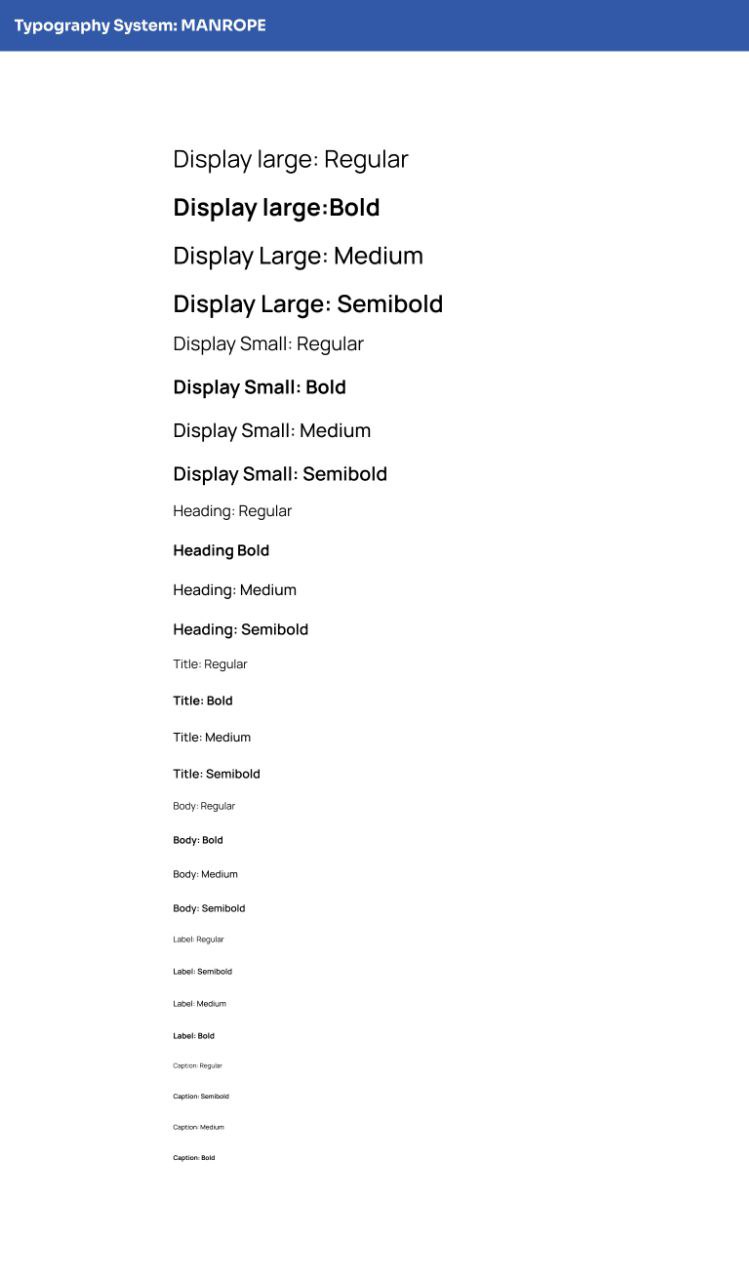 Typography System: MANROPE
Display large: Regular
Display large:Bold
Display Large: Medium
Display Large: Semibold
Display Small: Regular
Display Small: Bold
Display Small: Medium
Display Small: Semibold
Heading: Regular
Heading Bold
Heading: Medium
Heading: Semibold
Title: Regular
Title: Bold
Title: Medium
Title: Semibold
Body: Regular
Body: Bold
Body: Medium
Body: Semibold
Label: Regular
Label: Semibold
Label: Medium
Label: Bold
Caption: Regular
Caption: Semibold
Caption: Medium
Caption: Bold